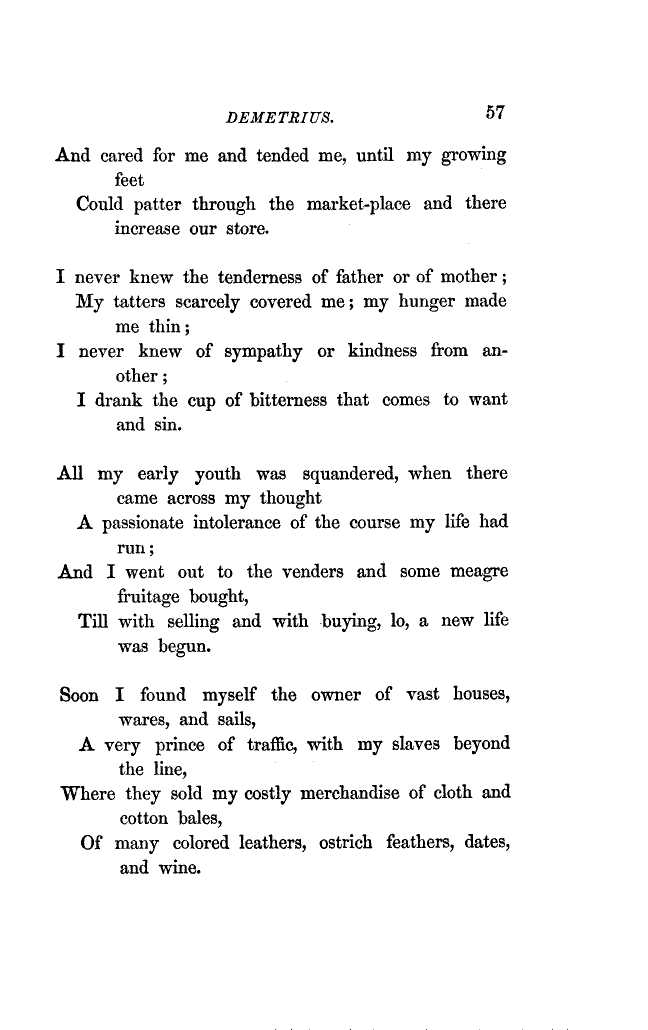 DEMETRIUS. 57
And cared for me and tended me, until my growing
feet
Could patter through the market-place and there
increase our store.
I never knew the tenderness of father or of mother ;
My tatters scarcely covered me ; my hunger made
me thin ;
I never knew of sympathy or kindness from an-
other ;
I drank the cup of bitterness that comes to want
and sin.
All my early youth was squandered, when there
came across my thought
A passionate intolerance of the course my life had
run ;
And I went out to the venders and some meagre
fruitage bought,
Till with selling and with buying, lo, a new life
was begun.
Soon I found myself the owner of vast houses,
wares, and sails,
A very prince of traffic, with my slaves beyond
the line,
Where they sold my costly merchandise of cloth and
cotton bales,
Of many colored leathers, ostrich feathers, dates,
and wine.